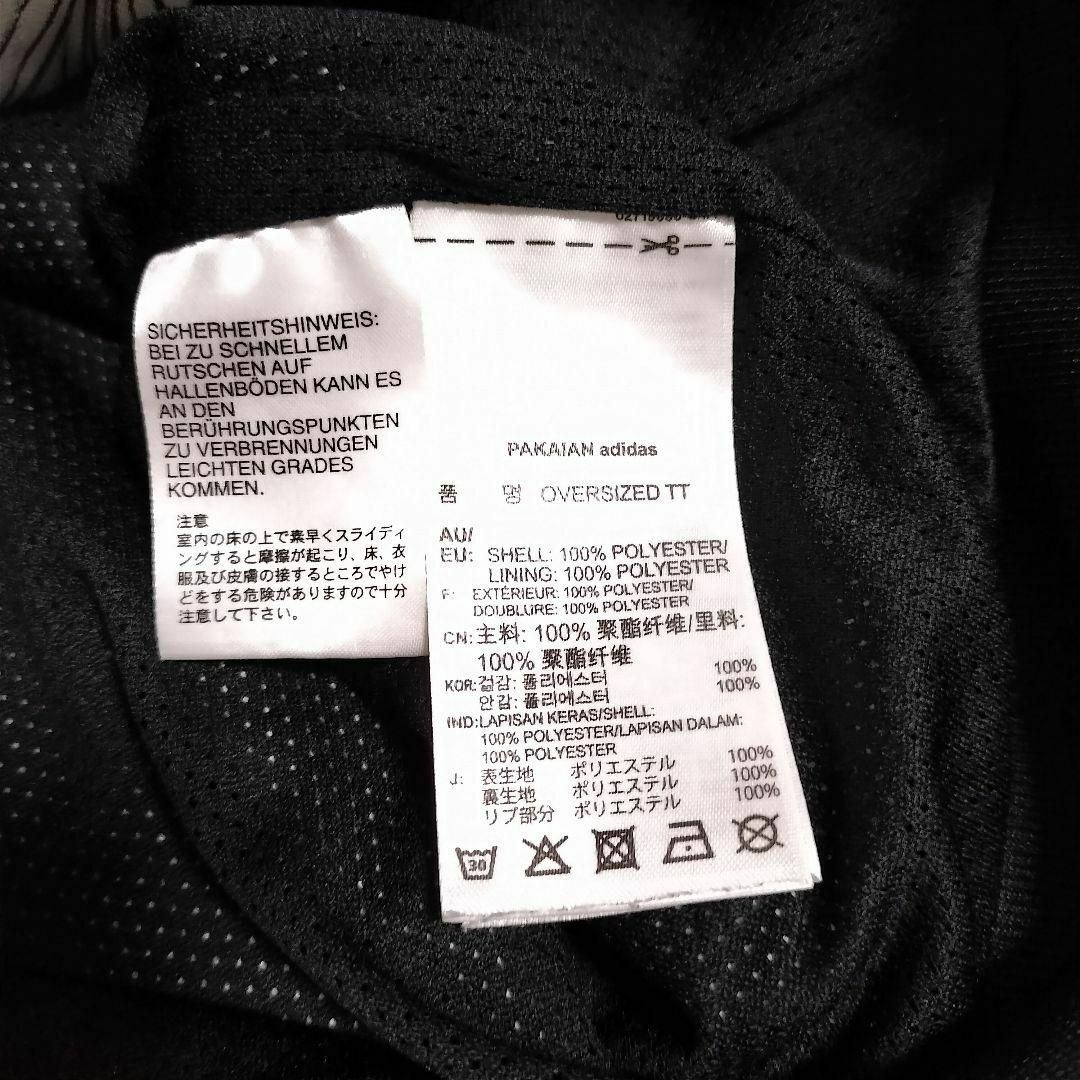 SICHERHEITSHINWEIS:
BEI ZU SCHNELLEM
RUTSCHEN AUF
HALLENBÖDEN KANN ES
AN DEN
BERÜHRUNGSPUNKTEN
ZU VERBRENNUNGEN
LEICHTEN GRADES
KOMMEN.
注意
室内の床の上で素早くスライディ
ングすると摩擦が起こり、床、衣
服及び皮膚の接するところでやけ
どをする危険がありますので十分
注意して下さい。
PAKAIAN adidas
품 명 OVERSIZED TT
AU/
EU: SHELL: 100% POLYESTER/
LINING: 100% POLYESTER
F: EXTÉRIEUR: 100% POLYESTER/
DOUBLURE: 100% POLYESTER
CN: 主料: 100% 聚酯纤维/里料:
100% 聚酯纤维
KOR: 겉감: 폴리에스터 100%
안감: 폴리에스터 100%
IND: LAPISAN KERAS/SHELL:
100% POLYESTER/LAPISAN DALAM:
100% POLYESTER
J: 表生地 ポリエステル 100%
裏生地 ポリエステル 100%
リブ部分 ポリエステル 100%
30